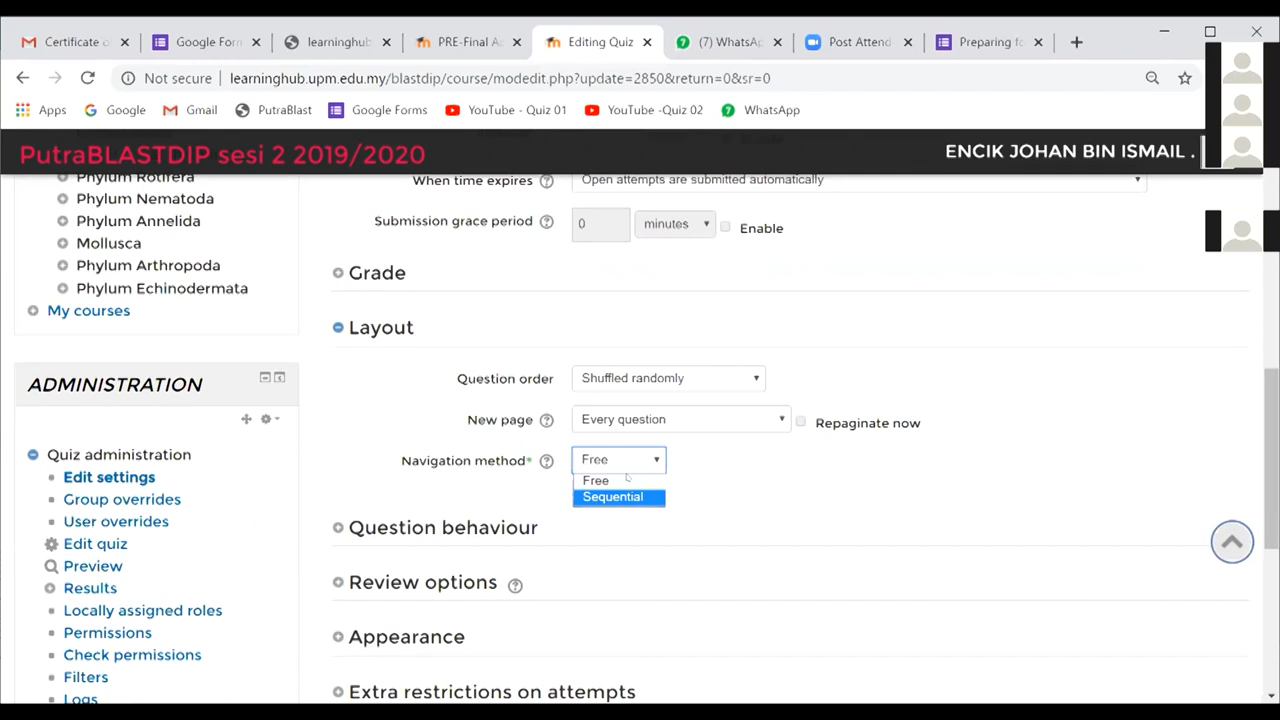 Certificate o
Google For
learninghub
PRE-Final A
Editing Quiz
(7) WhatsA
Post Attend
Preparing fo
Not secure
learninghub.upm.edu.my/blastdip/course/modedit.php?update=2850&return=0&sr=0
Apps
Google
Gmail
PutraBlast
Google Forms
YouTube - Quiz 01
YouTube -Quiz 02
WhatsApp
PutraBLASTDIP sesi 2 2019/2020
ENCIK JOHAN BIN ISMAIL .
Phylum Rotifera
Phylum Nematoda
Phylum Annelida
Mollusca
Phylum Arthropoda
Phylum Echinodermata
My courses
ADMINISTRATION
Quiz administration
Edit settings
Group overrides
User overrides
Edit quiz
Preview
Results
Locally assigned roles
Permissions
Check permissions
Filters
Logs
When time expires
Open attempts are submitted automatically
Submission grace period
0
minutes
Enable
Grade
Layout
Question order
Shuffled randomly
New page
Every question
Repaginate now
Navigation method*
Free
Free
Sequential
Question behaviour
Review options
Appearance
Extra restrictions on attempts